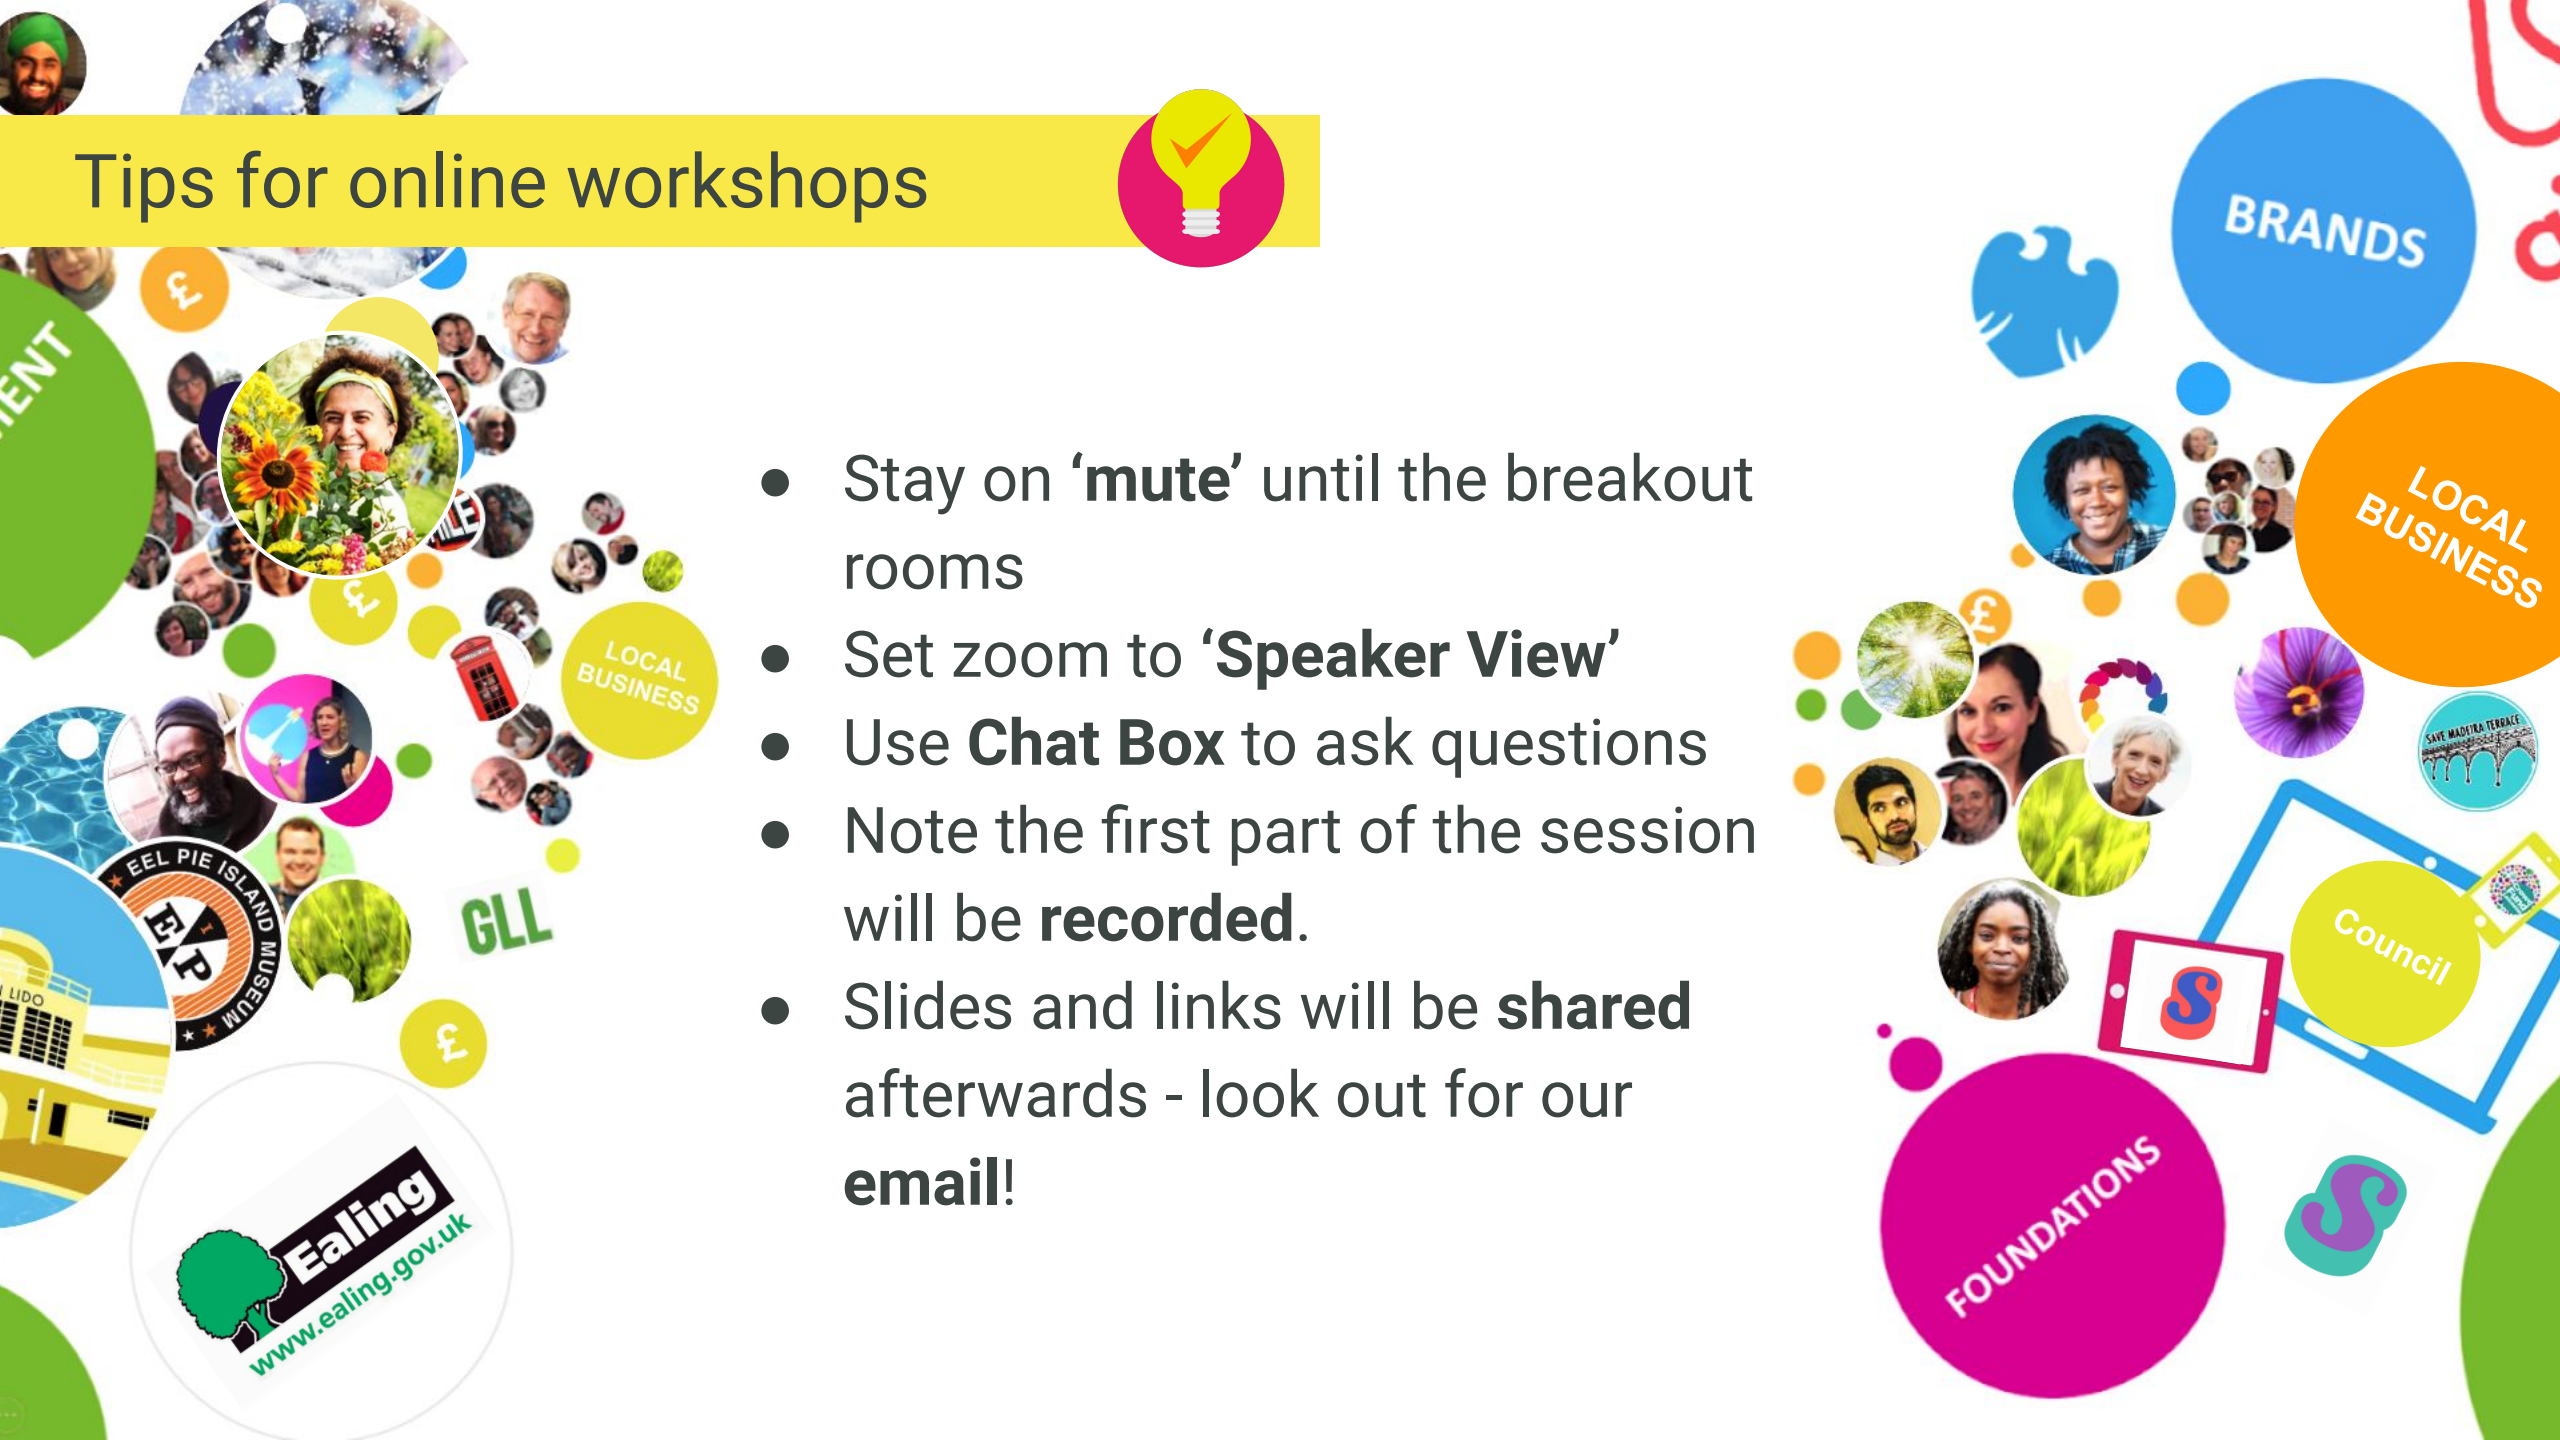 Tips for online workshops
● Stay on ‘mute’ until the breakout
rooms
● Set zoom to ‘Speaker View’
● Use Chat Box to ask questions
● Note the first part of the session
will be recorded.
● Slides and links will be shared
afterwards - look out for our
email!
£
£
LOCAL
BUSINESS
EEL PIE ISLAND MUSEUM
E I P
GLL
LIDO
£
Ealing
www.ealing.gov.uk
BRANDS
LOCAL
BUSINESS
£
SAVE MADEIRA TERRACE
Council
S
FOUNDATIONS
S